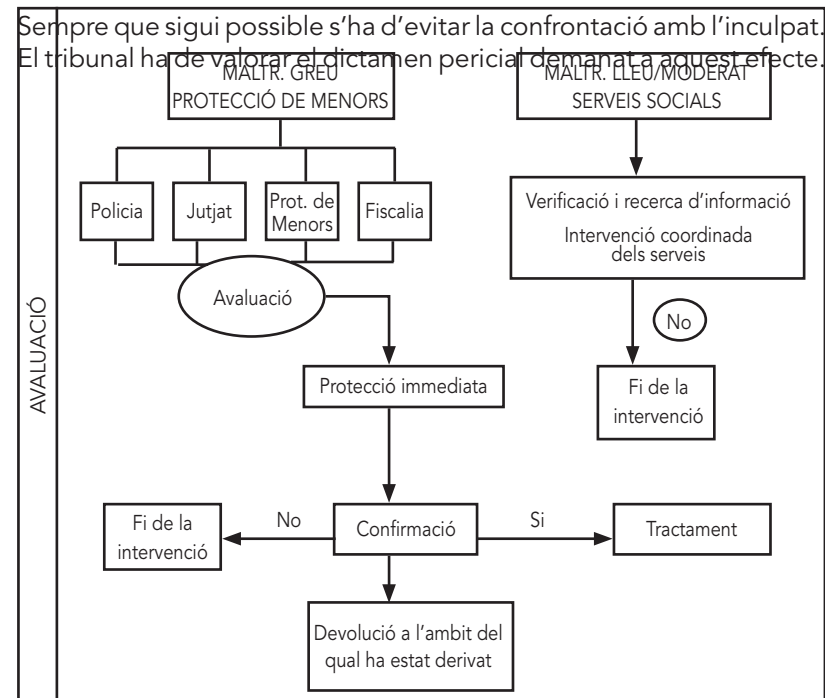 Sempre que sigui possible s’ha d’evitar la confrontació amb l’inculpat.
El tribunal ha de valorar el dictamen pericial demanat a aquest efecte.
MALTR. GREU
PROTECCIÓ DE MENORS
MALTR. LLEU/MODERAT
SERVEIS SOCIALS
Policia
Jutjat
Prot. de
Menors
Fiscalia
Verificació i recerca d’informació
Intervenció coordinada
dels serveis
Avaluació
No
AVALUACIÓ
Protecció immediata
Fi de la
intervenció
Fi de la
intervenció
No
Confirmació
Si
Tractament
Devolució a l’ambit del
qual ha estat derivat